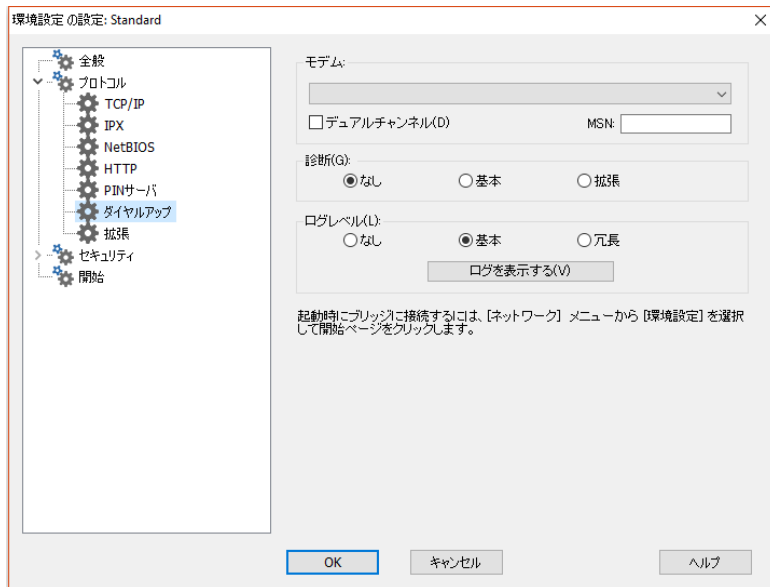 環境設定 の設定: Standard
全般
プロトコル
TCP/IP
IPX
NetBIOS
HTTP
PINサーバ
ダイヤルアップ
拡張
セキュリティ
開始
モデム:
デュアルチャンネル(D)
MSN:
診断(G):
なし
基本
拡張
ログレベル(L):
なし
基本
冗長
ログを表示する(V)
起動時にブリッジに接続するには、[ネットワーク] メニューから [環境設定] を選択
して開始ページをクリックします。
OK
キャンセル
ヘルプ